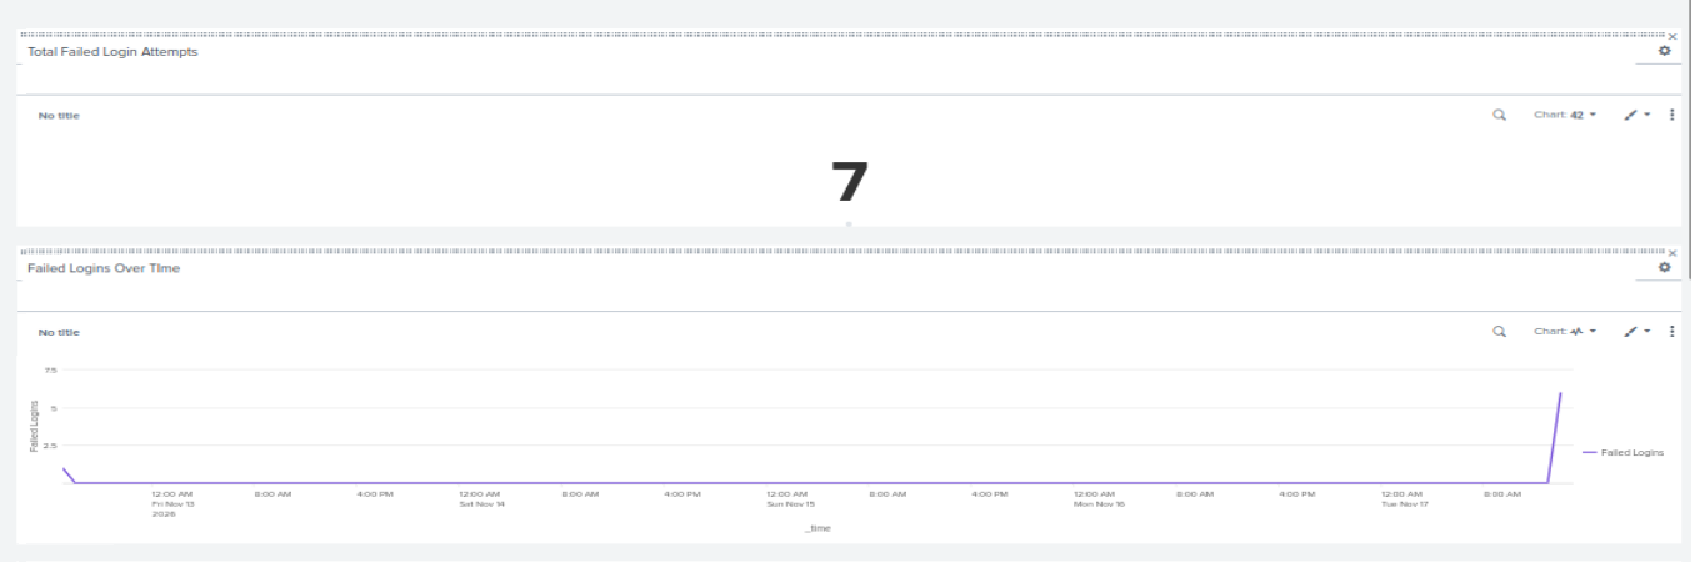 Total Failed Login Attempts
No title
Chart: 42
7
Failed Logins Over TIme
No title
Chart:
7.5
5
2.5
Failed Logins
Failed Logins
12:00 AM 8:00 AM 4:00 PM 12:00 AM 8:00 AM 4:00 PM 12:00 AM 8:00 AM 4:00 PM 12:00 AM 8:00 AM 4:00 PM 12:00 AM 8:00 AM
Fri Nov 13 Sat Nov 14 Sun Nov 15 Mon Nov 16 Tue Nov 17
2026
_time